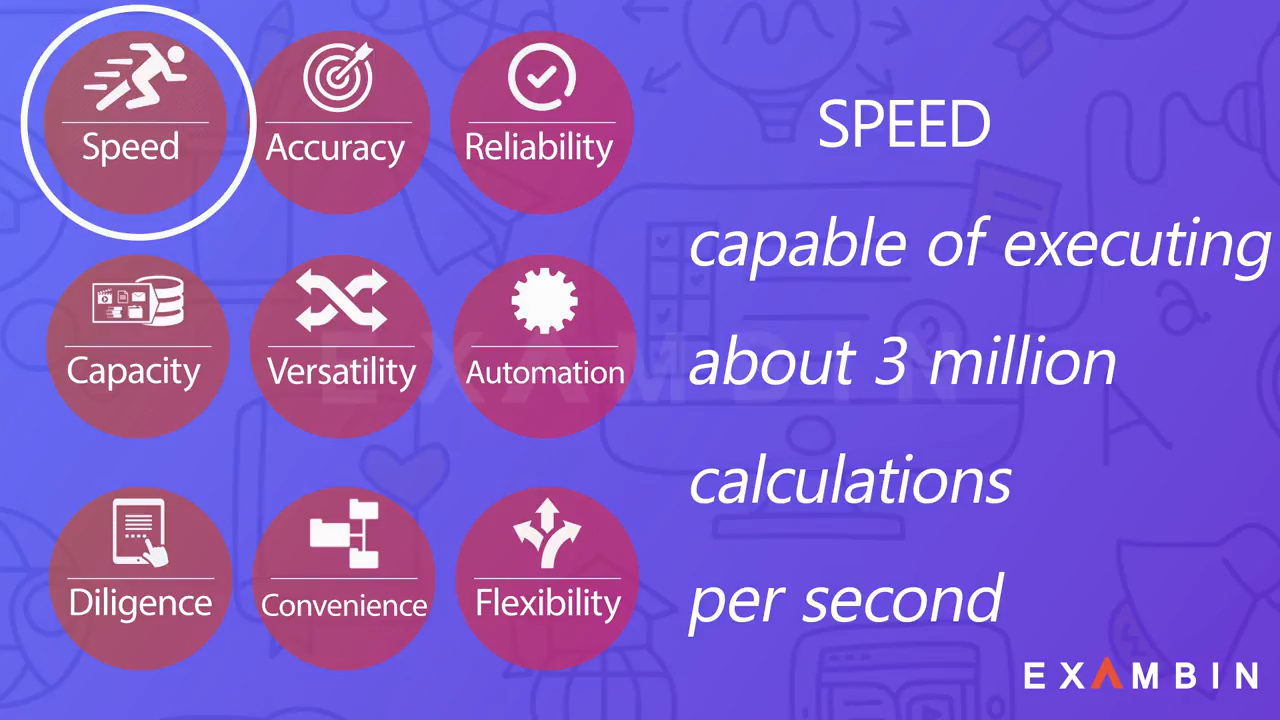 Speed
Accuracy
Reliability
Capacity
Versatility
Automation
Diligence
Convenience
Flexibility
SPEED
capable of executing
about 3 million
calculations
per second
EXAMBIN
EXAMBIN